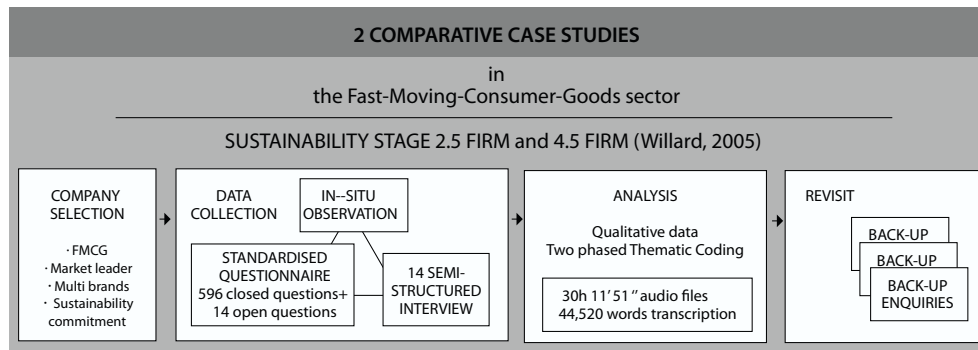 2 COMPARATIVE CASE STUDIES
in
the Fast-Moving-Consumer-Goods sector
SUSTAINABILITY STAGE 2.5 FIRM and 4.5 FIRM (Willard, 2005)
COMPANY
SELECTION
· FMCG
· Market leader
· Multi brands
· Sustainability
commitment
DATA
COLLECTION
IN--SITU
OBSERVATION
STANDARDISED
QUESTIONNAIRE
596 closed questions+
14 open questions
14 SEMI-
STRUCTURED
INTERVIEW
ANALYSIS
Qualitative data
Two phased Thematic Coding
30h 11’51’’audio files
44,520 words transcription
REVISIT
BACK-UP
BACK-UP
BACK-UP
ENQUIRIES